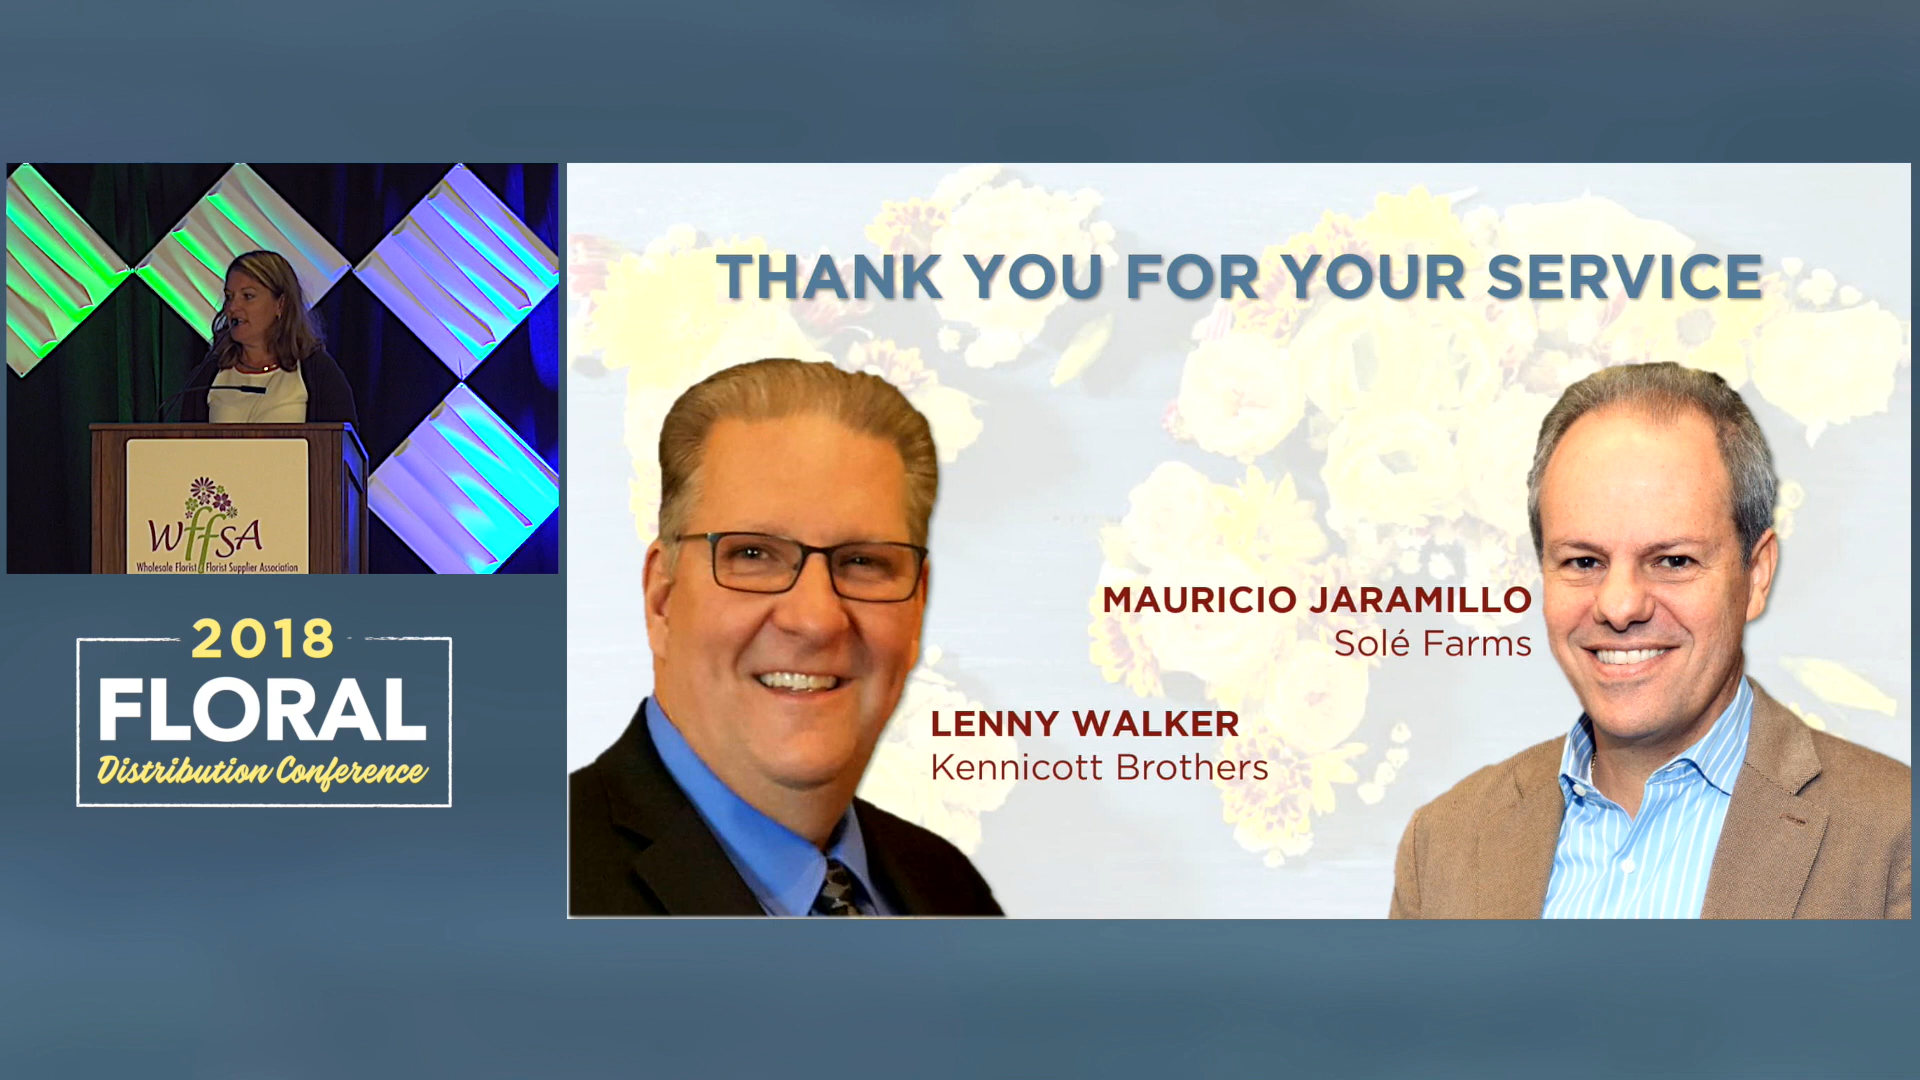 WffSA
Wholesale Florist Florist Supplier Association
2018
FLORAL
Distribution Conference
THANK YOU FOR YOUR SERVICE
MAURICIO JARAMILLO
Solé Farms
LENNY WALKER
Kennicott Brothers